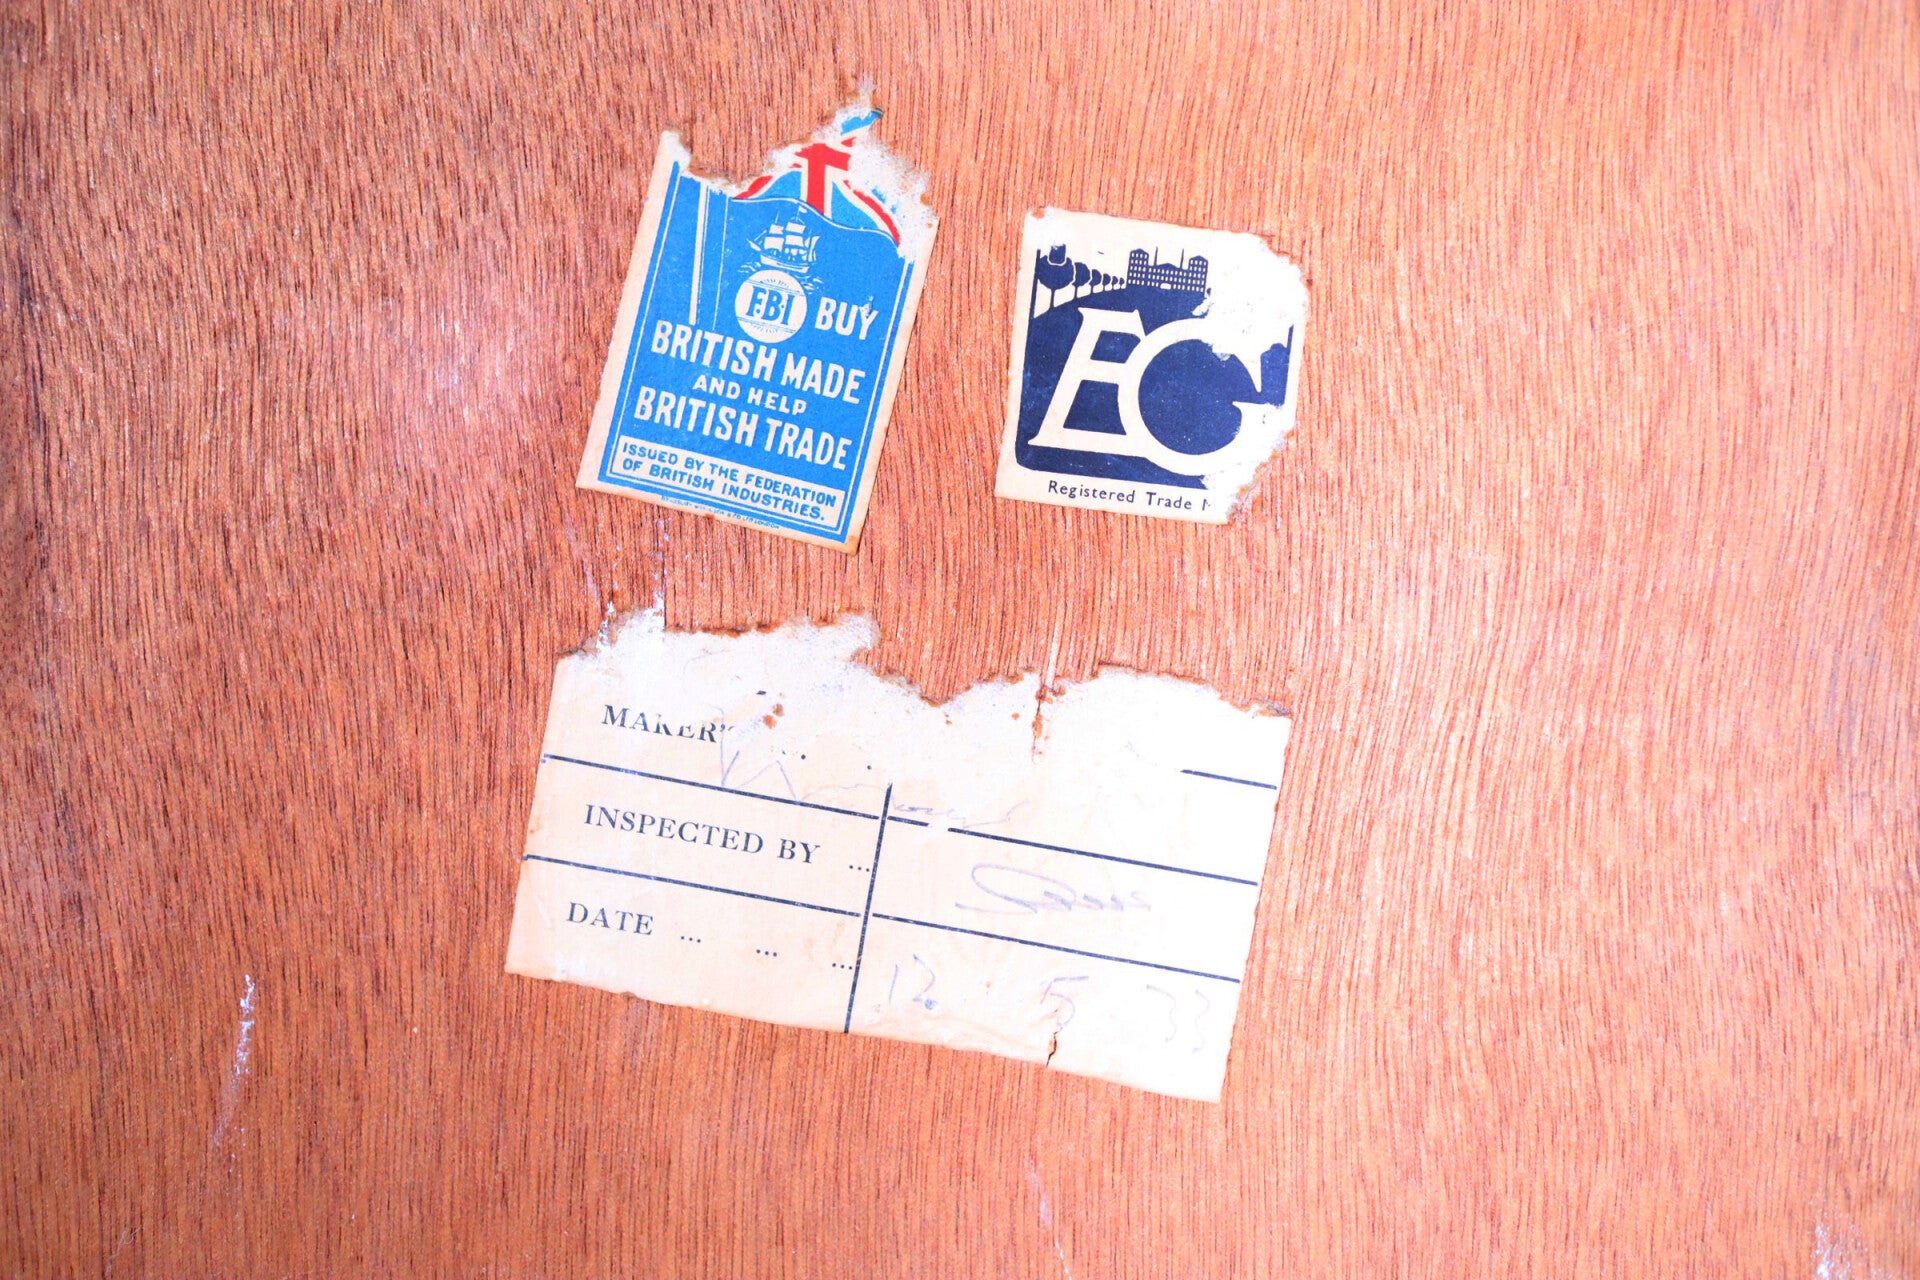 FBI BUY
BRITISH MADE
AND HELP
BRITISH TRADE
ISSUED BY THE FEDERATION
OF BRITISH INDUSTRIES.
EG
Registered Trade
MAKER'
INSPECTED BY ...
DATE ... ... ...
12 5 33